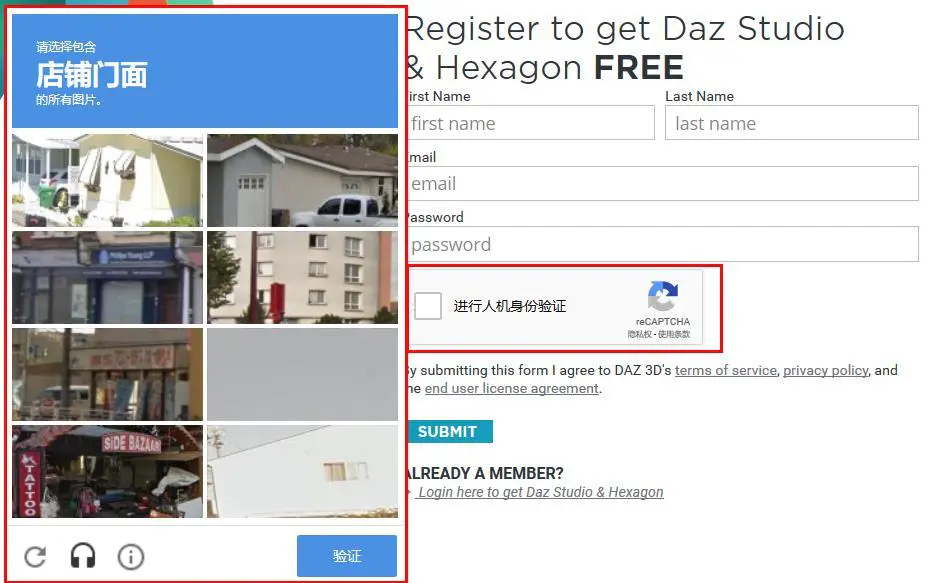 请选择包含
店铺门面
的所有图片。
Philips Young LLP
SiDE BAZAAR
TATTOO
验证
Register to get Daz Studio
& Hexagon FREE
First Name
Last Name
first name
last name
Email
email
Password
password
进行人机身份验证
reCAPTCHA
隐私权 - 使用条款
By submitting this form I agree to DAZ 3D's terms of service, privacy policy, and
the end user license agreement.
SUBMIT
ALREADY A MEMBER?
Login here to get Daz Studio & Hexagon